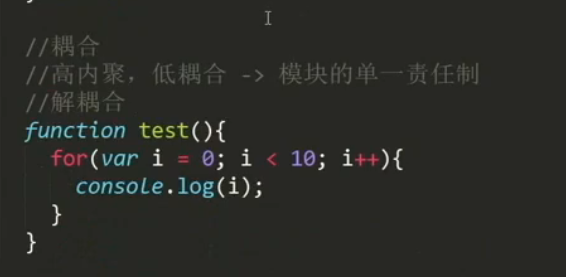 //耦合
//高内聚，低耦合 -> 模块的单一责任制
//解耦合
function test(){
for(var i = 0; i < 10; i++){
console.log(i);
}
}